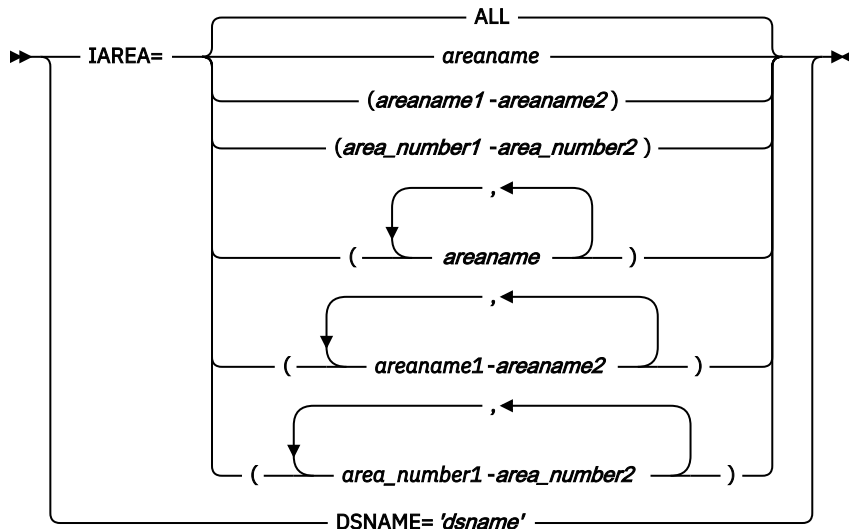 ALL
IAREA= areaname
(areaname1 -areaname2)
(area_number1 -area_number2)
,
( areaname )
,
( areaname1-areaname2 )
,
( area_number1-area_number2 )
DSNAME= 'dsname'